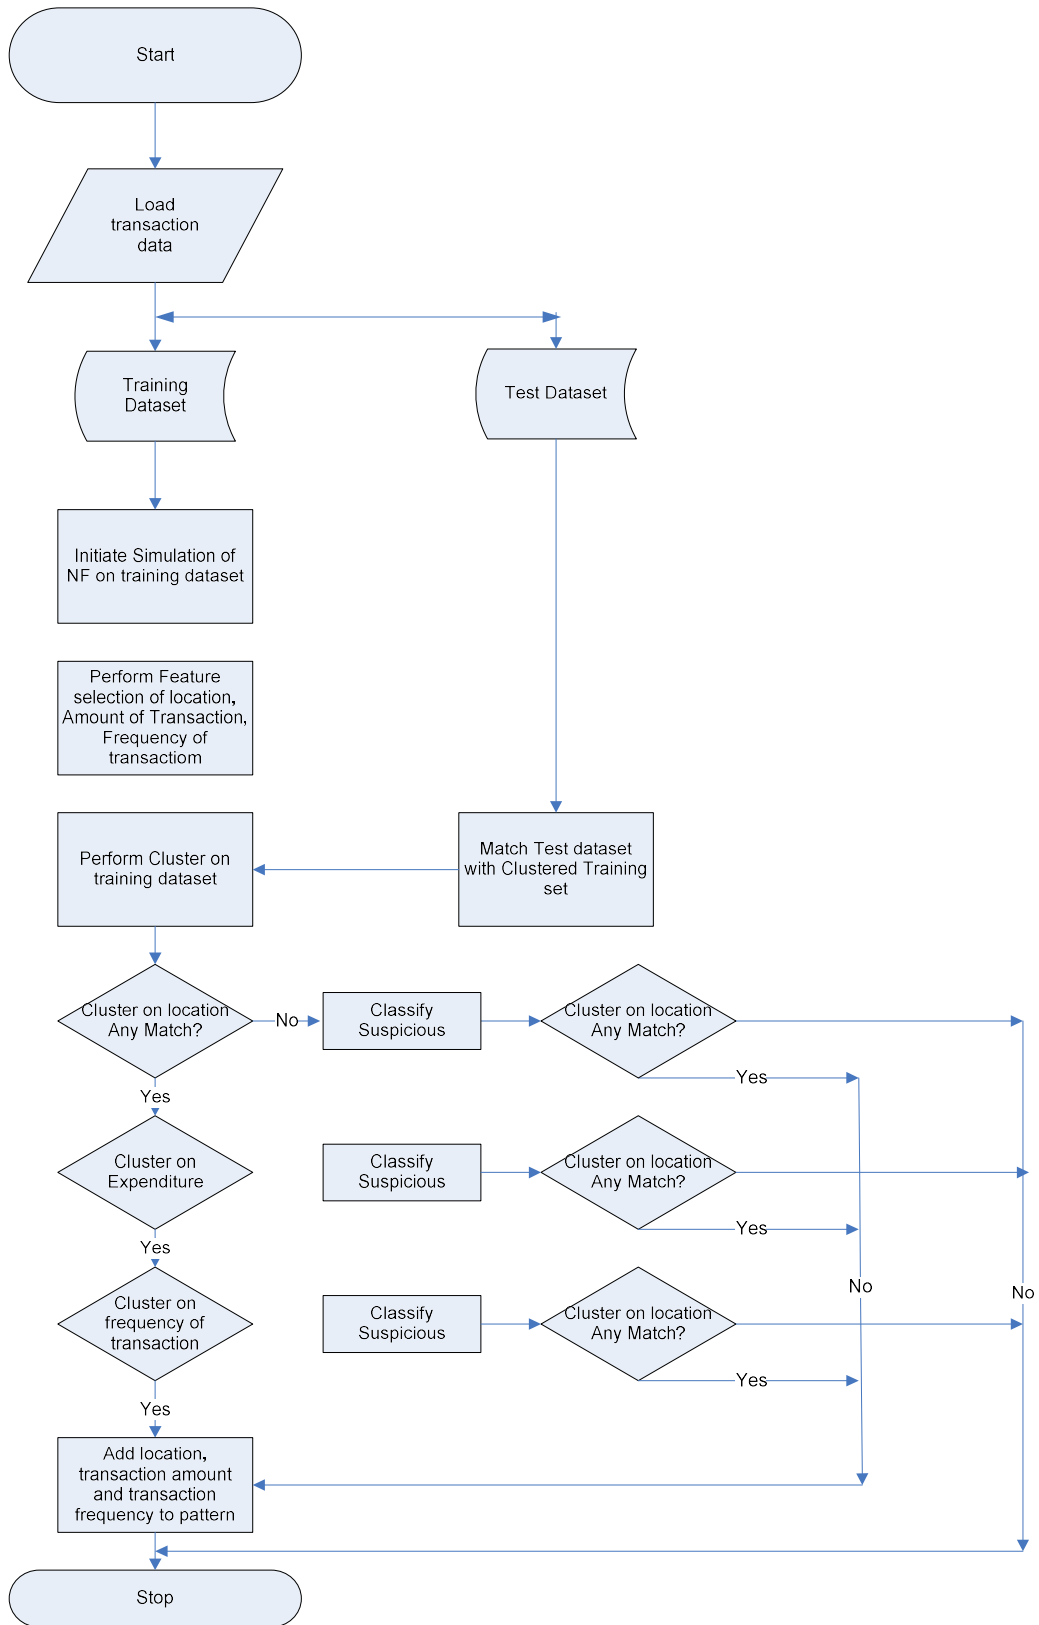 Start
Load
transaction
data
Training
Dataset
Test Dataset
Initiate Simulation of
NF on training dataset
Perform Feature
selection of location,
Amount of Transaction,
Frequency of
transactiom
Perform Cluster on
training dataset
Match Test dataset
with Clustered Training
set
Cluster on location
Any Match?
No
Classify
Suspicious
Cluster on location
Any Match?
Yes
Yes
Cluster on
Expenditure
Classify
Suspicious
Cluster on location
Any Match?
Yes
Yes
Cluster on
frequency of
transaction
Classify
Suspicious
Cluster on location
Any Match?
No
No
Yes
Yes
Add location,
transaction amount
and transaction
frequency to pattern
Stop